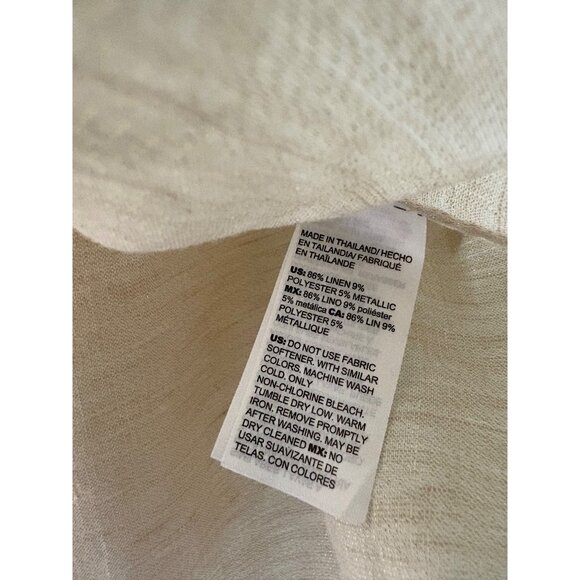 MADE IN THAILAND/ HECHO
EN TAILANDIA/ FABRIQUÉ
EN THAÏLANDE
US: 86% LINEN 9%
POLYESTER 5% METALLIC
MX: 86% LINO 9% poliéster
5% metálica CA: 86% LIN 9%
POLYESTER 5%
MÉTALLIQUE
US: DO NOT USE FABRIC
SOFTENER. WITH SIMILAR
COLORS, MACHINE WASH
COLD. ONLY
NON-CHLORINE BLEACH.
TUMBLE DRY LOW. WARM
IRON. REMOVE PROMPTLY
AFTER WASHING. MAY BE
DRY CLEANED MX: NO
USAR SUAVIZANTE DE
TELAS. CON COLORES